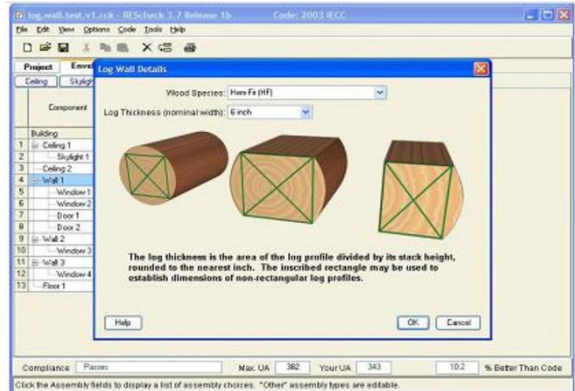 log.wall.test.v1.rck - REScheck 3.7 Release 1b Code: 2003 IECC
File Edit View Options Code Tools Help
Project Enve
Ceiling Skyligh
Component
Building
1 Ceiling 1
2 Skylight 1
3 Ceiling 2
4 Wall 1
5 Window 1
6 Window 2
7 Door 1
8 Door 2
9 Wall 2
10 Window 3
11 Wall 3
12 Window 4
13 Floor 1
Log Wall Details
Wood Species: Hem-Fir (HF)
Log Thickness (nominal width): 6 inch
The log thickness is the area of the log profile divided by its stack height,
rounded to the nearest inch. The inscribed rectangle may be used to
establish dimensions of non-rectangular log profiles.
Help OK Cancel
Compliance Passes Max. UA 382 Your UA 343 10.2 % Better Than Code
Click the Assembly fields to display a list of assembly choices. "Other" assembly types are editable.